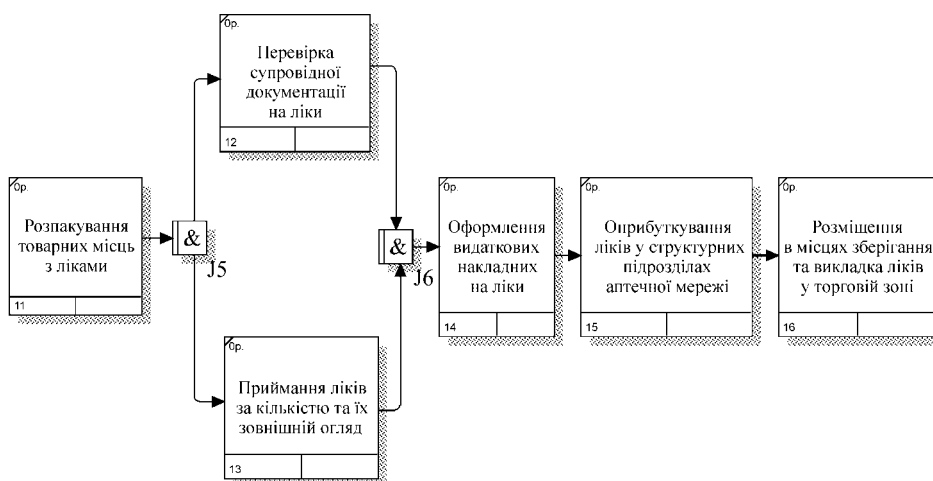 0р.
Перевірка
супровідної
документації
на ліки
12
0р.
Розпакування
товарних місць
з ліками
11
&
J5
0р.
Приймання ліків
за кількістю та їх
зовнішній огляд
13
&
J6
0р.
Оформлення
видаткових
накладних
на ліки
14
0р.
Оприбуткування
ліків у структурних
підрозділах
аптечної мережі
15
0р.
Розміщення
в місцях зберігання
та викладка ліків
у торговій зоні
16